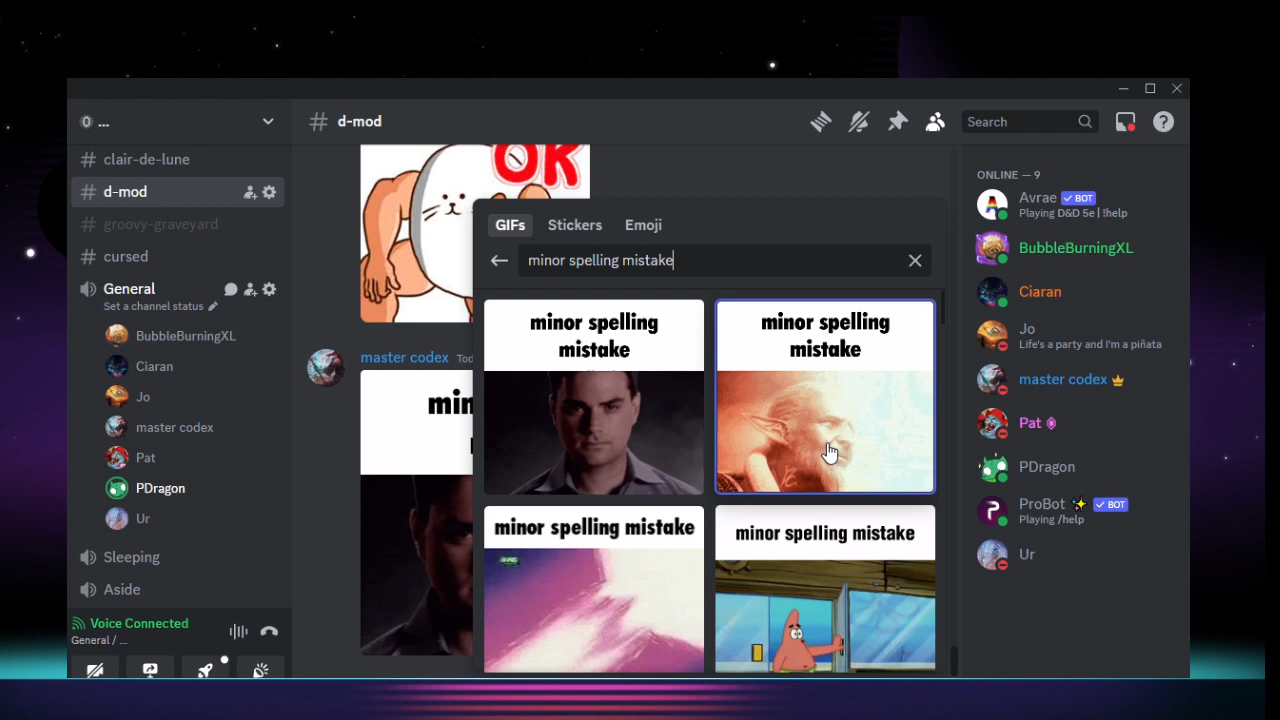 ...
d-mod
Search
clair-de-lune
d-mod
groovy-graveyard
cursed
General
Set a channel status
BubbleBurningXL
Ciaran
Jo
master codex
Pat
PDragon
Ur
Sleeping
Aside
Voice Connected
General / ...
OK
master codex
min
GIFs
Stickers
Emoji
minor spelling mistake
minor spelling
mistake
minor spelling
mistake
minor spelling mistake
minor spelling mistake
ONLINE — 9
Avrae BOT
Playing D&D 5e | !help
BubbleBurningXL
Ciaran
Jo
Life's a party and I'm a piñata
master codex
Pat
PDragon
ProBot ✨ BOT
Playing /help
Ur